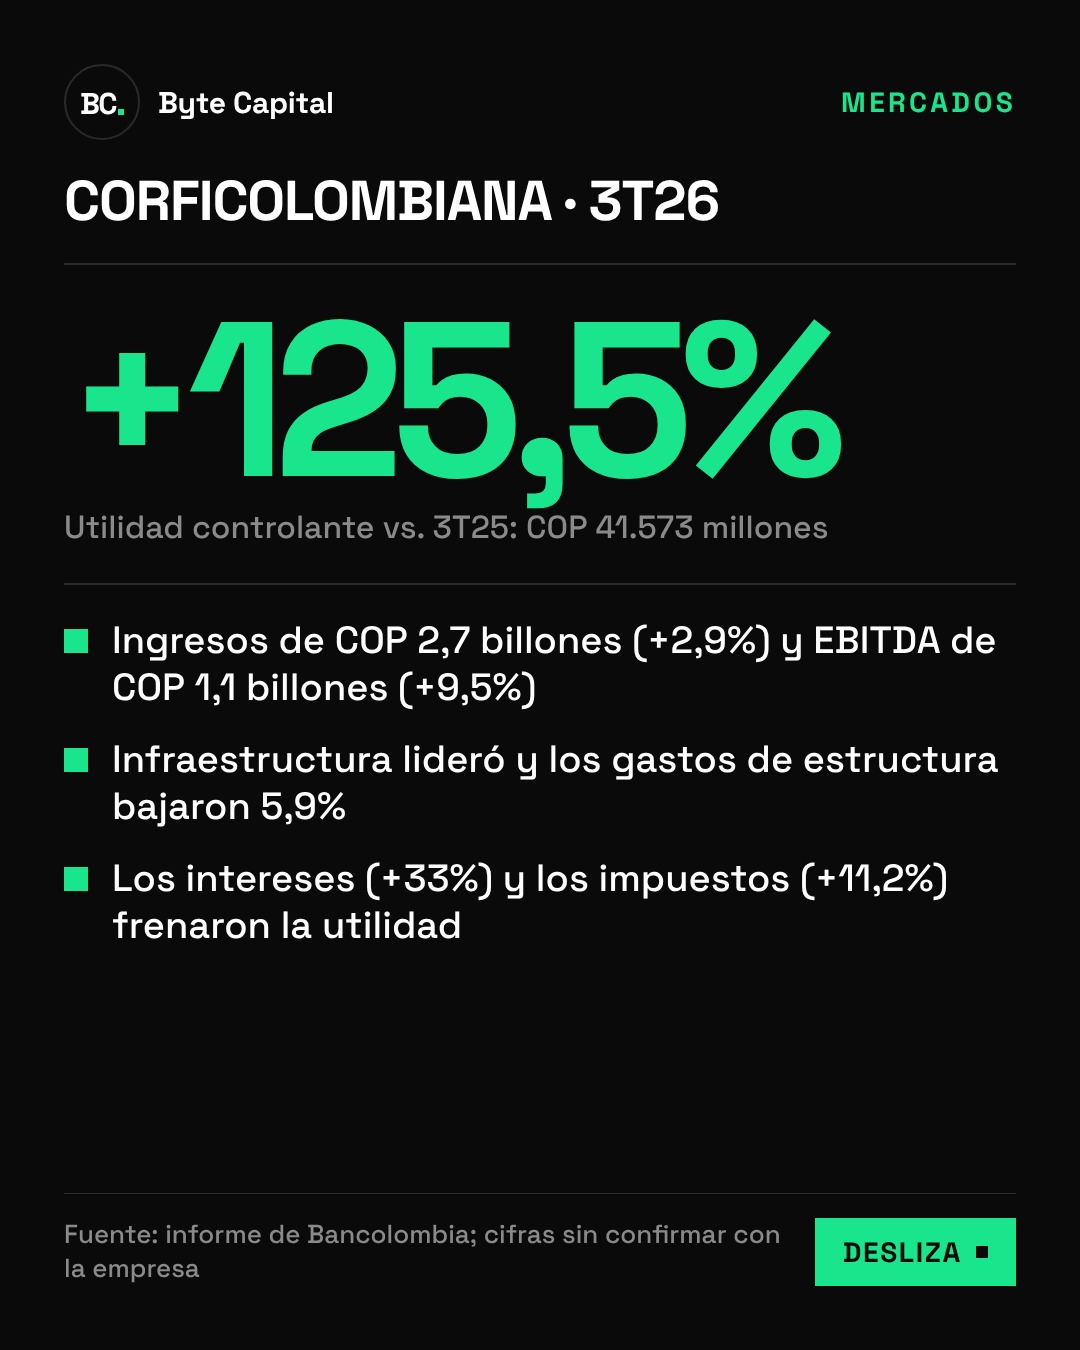 BC.
Byte Capital
MERCADOS
CORFICOLOMBIANA · 3T26
+125,5%
Utilidad controlante vs. 3T25: COP 41.573 millones
Ingresos de COP 2,7 billones (+2,9%) y EBITDA de
COP 1,1 billones (+9,5%)
Infraestructura lideró y los gastos de estructura
bajaron 5,9%
Los intereses (+33%) y los impuestos (+11,2%)
frenaron la utilidad
Fuente: informe de Bancolombia; cifras sin confirmar con
la empresa
DESLIZA